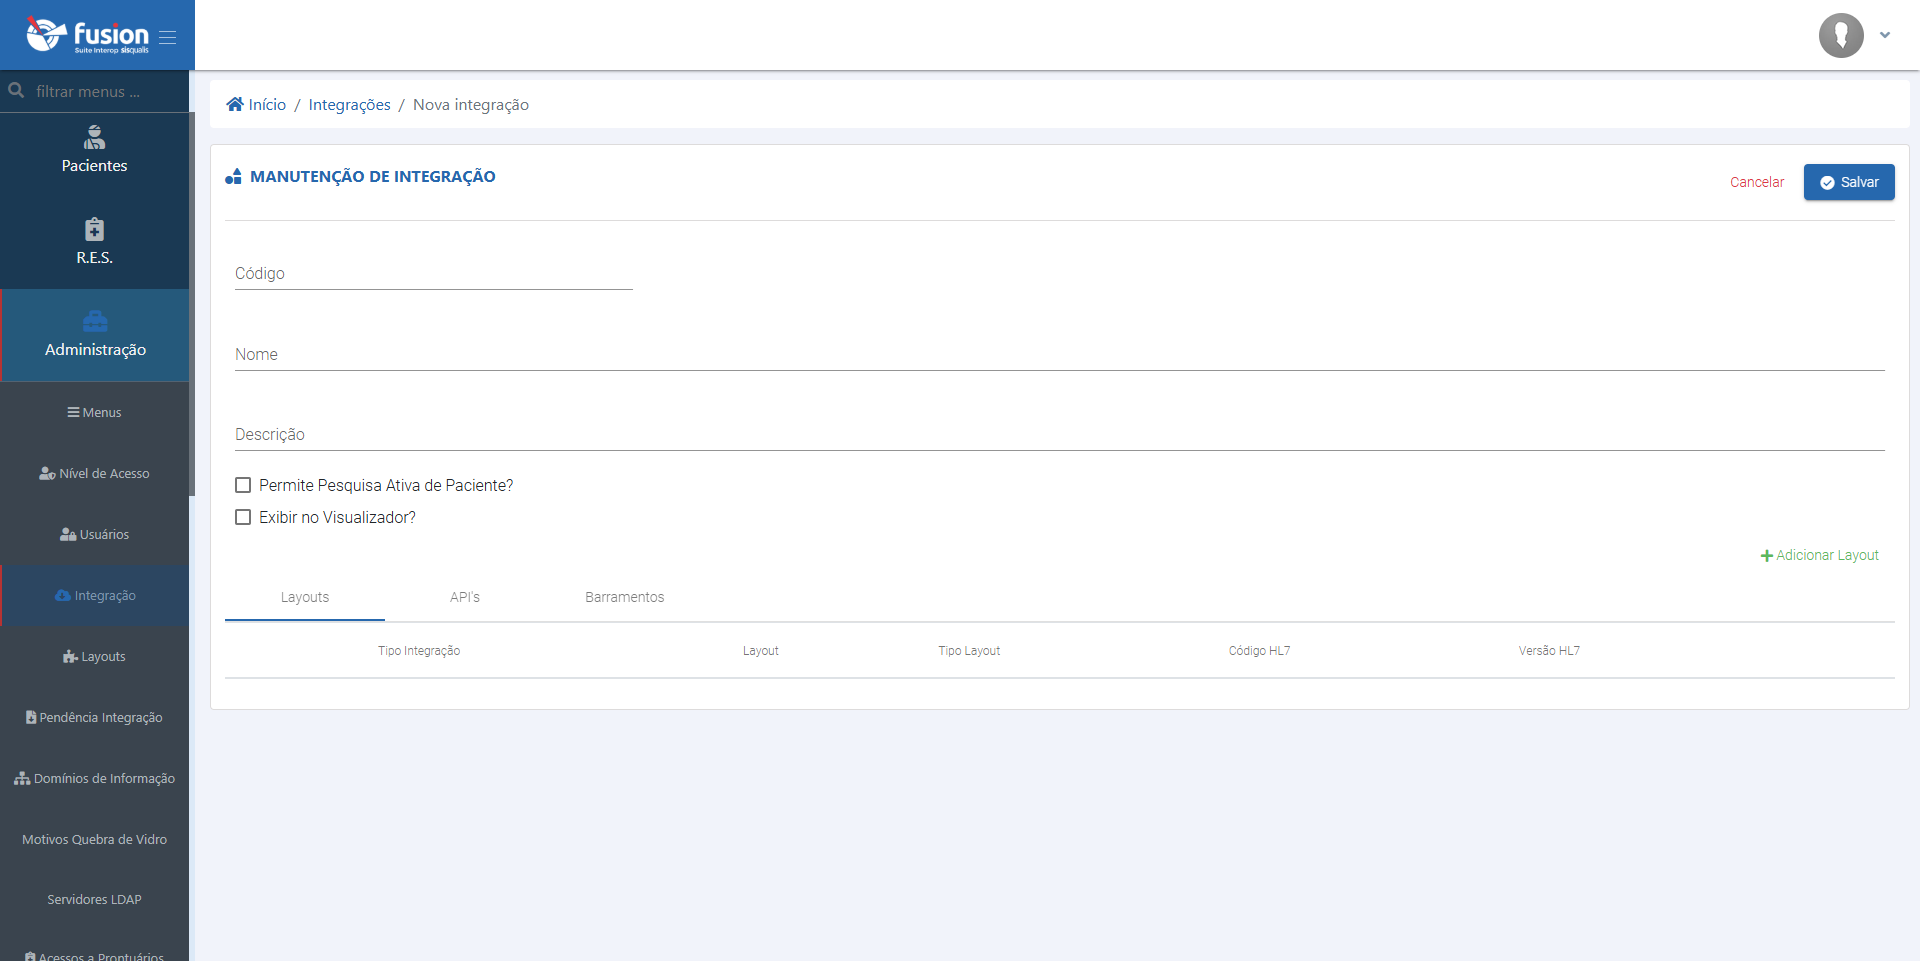 fusion
Suite Interop sisqualis
filtrar menus ...
Pacientes
R.E.S.
Administração
Menus
Nível de Acesso
Usuários
Integração
Layouts
Pendência Integração
Domínios de Informação
Motivos Quebra de Vidro
Servidores LDAP
Acessos a Prontuários
Início / Integrações / Nova integração
MANUTENÇÃO DE INTEGRAÇÃO
Cancelar
Salvar
Código
Nome
Descrição
Permite Pesquisa Ativa de Paciente?
Exibir no Visualizador?
Adicionar Layout
Layouts API's Barramentos
Tipo Integração Layout Tipo Layout Código HL7 Versão HL7